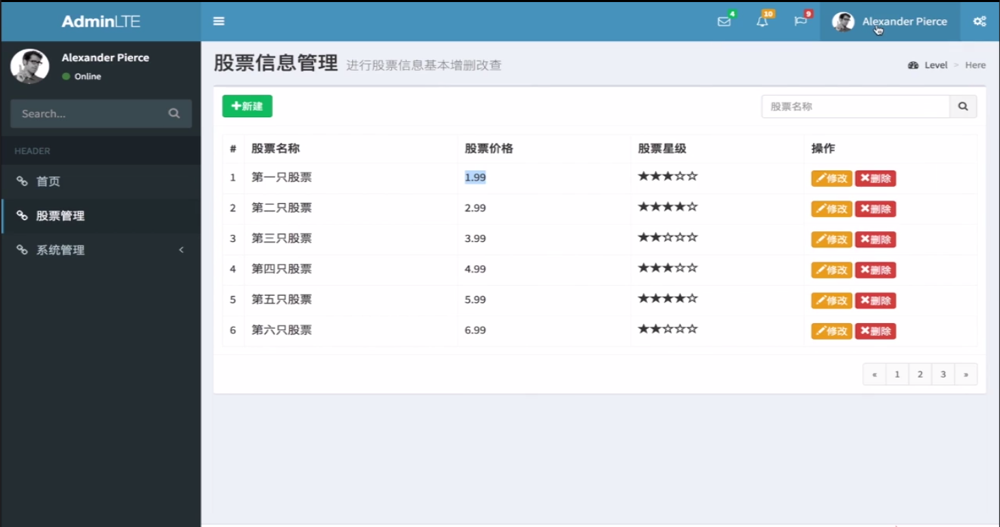 AdminLTE
4
10
9
Alexander Pierce
Alexander Pierce
Online
Search...
HEADER
首页
股票管理
系统管理
股票信息管理 进行股票信息基本增删改查
Level > Here
新建
股票名称
# 股票名称 股票价格 股票星级 操作
1 第一只股票 1.99 ★★★☆☆ 修改 删除
2 第二只股票 2.99 ★★★★☆ 修改 删除
3 第三只股票 3.99 ★★☆☆☆ 修改 删除
4 第四只股票 4.99 ★★★☆☆ 修改 删除
5 第五只股票 5.99 ★★★★☆ 修改 删除
6 第六只股票 6.99 ★★☆☆☆ 修改 删除
« 1 2 3 »